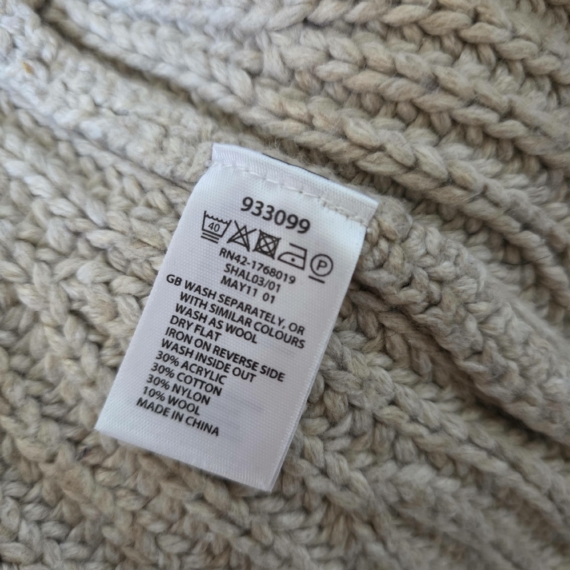 933099
40
P
RN42-1768019
SHAL03/01
MAY11 01
GB WASH SEPARATELY, OR
WITH SIMILAR COLOURS
WASH AS WOOL
DRY FLAT
IRON ON REVERSE SIDE
WASH INSIDE OUT
30% ACRYLIC
30% COTTON
30% NYLON
10% WOOL
MADE IN CHINA